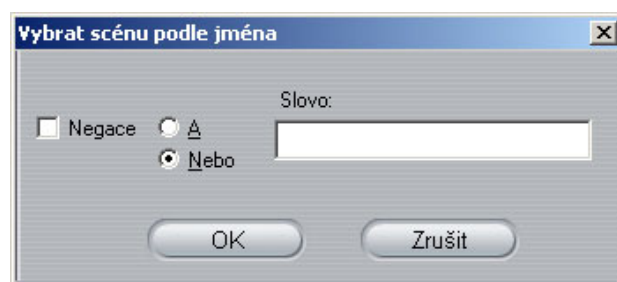 Vybrat scénu podle jména
Slovo:
Negace
A
Nebo
OK
Zrušit